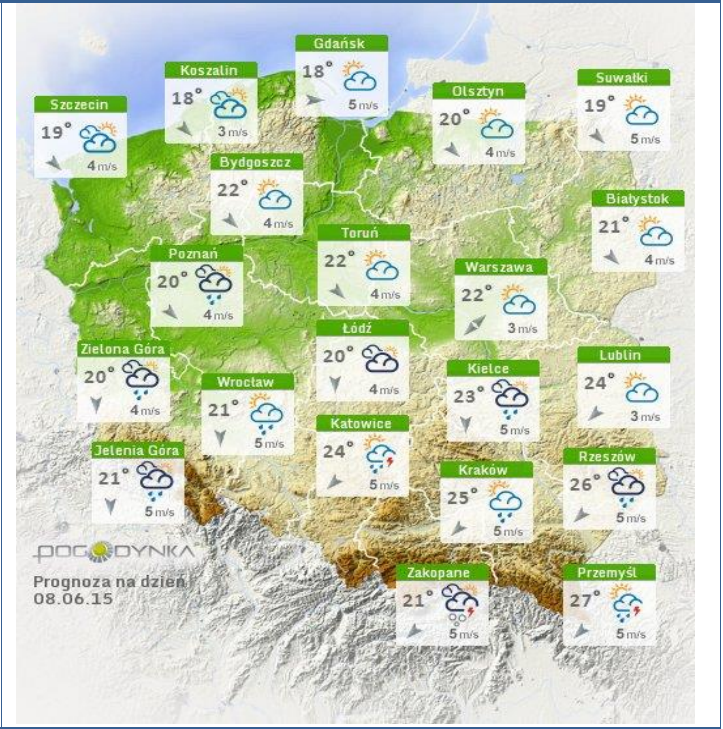 Gdańsk
18°
5 m/s
Koszalin
18°
3 m/s
Suwałki
19°
5 m/s
Olsztyn
20°
4 m/s
Szczecin
19°
4 m/s
Bydgoszcz
22°
4 m/s
Białystok
21°
4 m/s
Toruń
22°
4 m/s
Poznań
20°
4 m/s
Warszawa
22°
3 m/s
Łódź
20°
4 m/s
Zielona Góra
20°
4 m/s
Lublin
24°
3 m/s
Kielce
23°
5 m/s
Wrocław
21°
5 m/s
Katowice
24°
5 m/s
Jelenia Góra
21°
5 m/s
Rzeszów
26°
5 m/s
Kraków
25°
5 m/s
POGODYNKA
Prognoza na dzień
08.06.15
Zakopane
21°
5 m/s
Przemyśl
27°
5 m/s